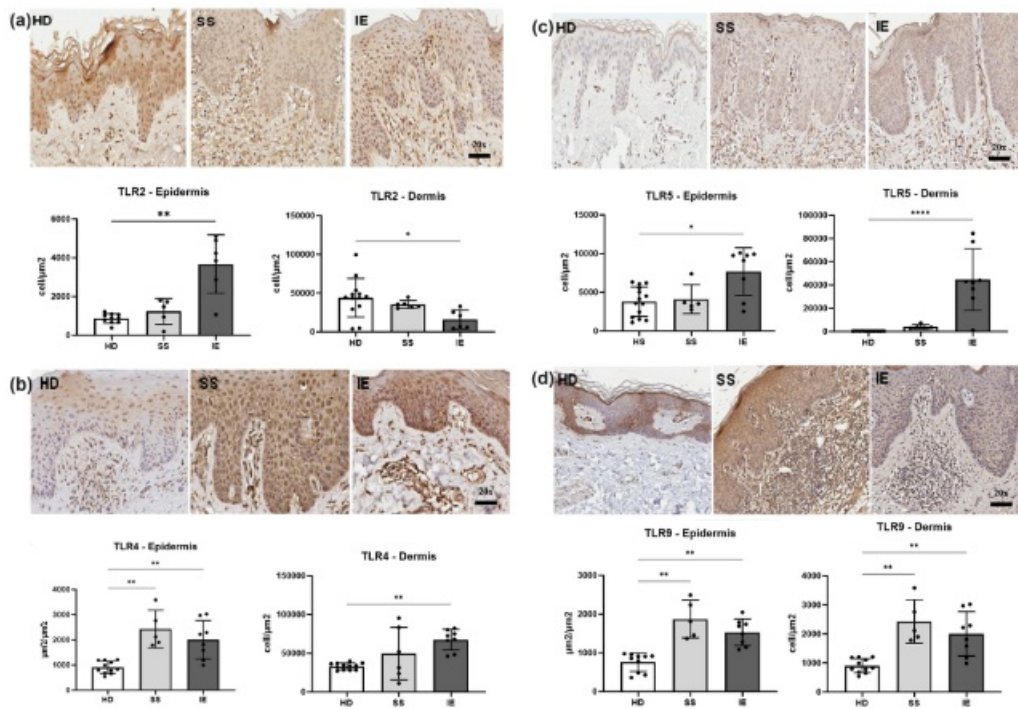 (a) HD SS IE
20x
TLR2 - Epidermis
cell/µm2
6000
4000
2000
0
**
HD SS IE
TLR2 - Dermis
cell/µm2
150000
100000
50000
0
*
HD SS IE
(b) HD SS IE
20x
TLR4 - Epidermis
µm2/µm2
4000
3000
2000
1000
0
**
**
HD SS IE
TLR4 - Dermis
cell/µm2
150000
100000
50000
0
**
HD SS IE
(c) HD SS IE
20x
TLR5 - Epidermis
cell/µm2
15000
10000
5000
0
*
HS SS IE
TLR5 - Dermis
cell/µm2
100000
80000
60000
40000
20000
0
****
HD SS IE
(d) HD SS IE
20x
TLR9 - Epidermis
µm2/µm2
3000
2000
1000
0
**
**
HD SS IE
TLR9 - Dermis
cell/µm2
4000
3000
2000
1000
0
**
**
HD SS IE